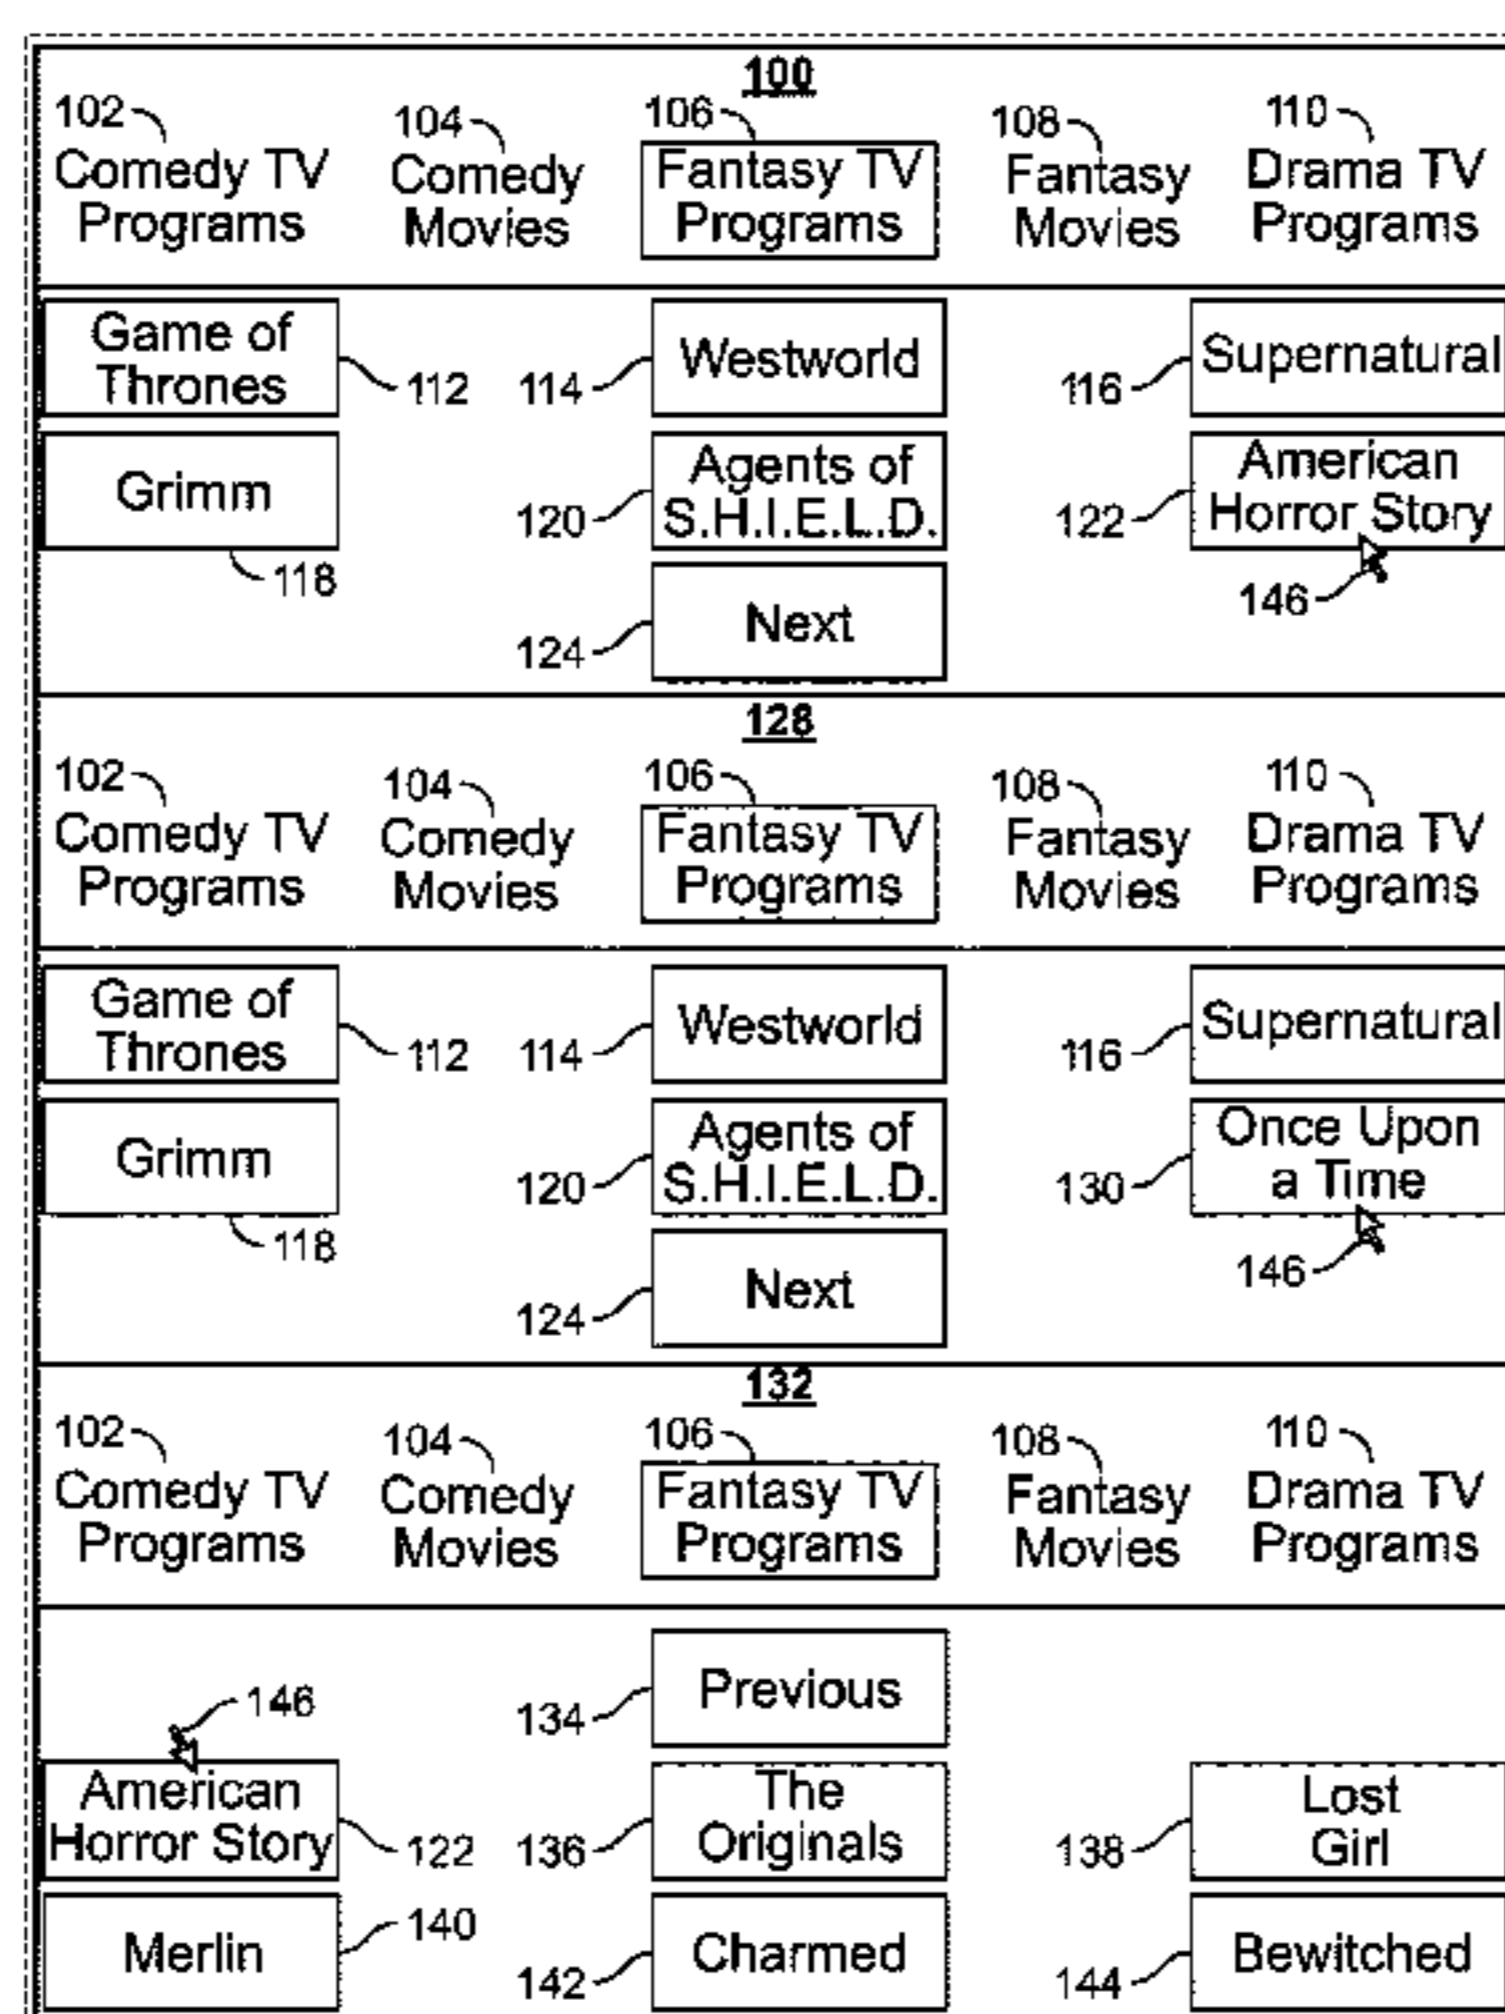 100
102 104 106 108 110
Comedy TV Comedy Fantasy TV Fantasy Drama TV
Programs Movies Programs Movies Programs
Game of Westworld Supernatural
Thrones 112 114 116
Grimm Agents of American
118 120 S.H.I.E.L.D. 122 Horror Story
146
124 Next
128
102 104 106 108 110
Comedy TV Comedy Fantasy TV Fantasy Drama TV
Programs Movies Programs Movies Programs
Game of Westworld Supernatural
Thrones 112 114 116
Grimm Agents of Once Upon
118 120 S.H.I.E.L.D. 130 a Time
146
124 Next
132
102 104 106 108 110
Comedy TV Comedy Fantasy TV Fantasy Drama TV
Programs Movies Programs Movies Programs
146 134 Previous
American The Lost
Horror Story 122 136 Originals 138 Girl
Merlin 140 142 Charmed 144 Bewitched